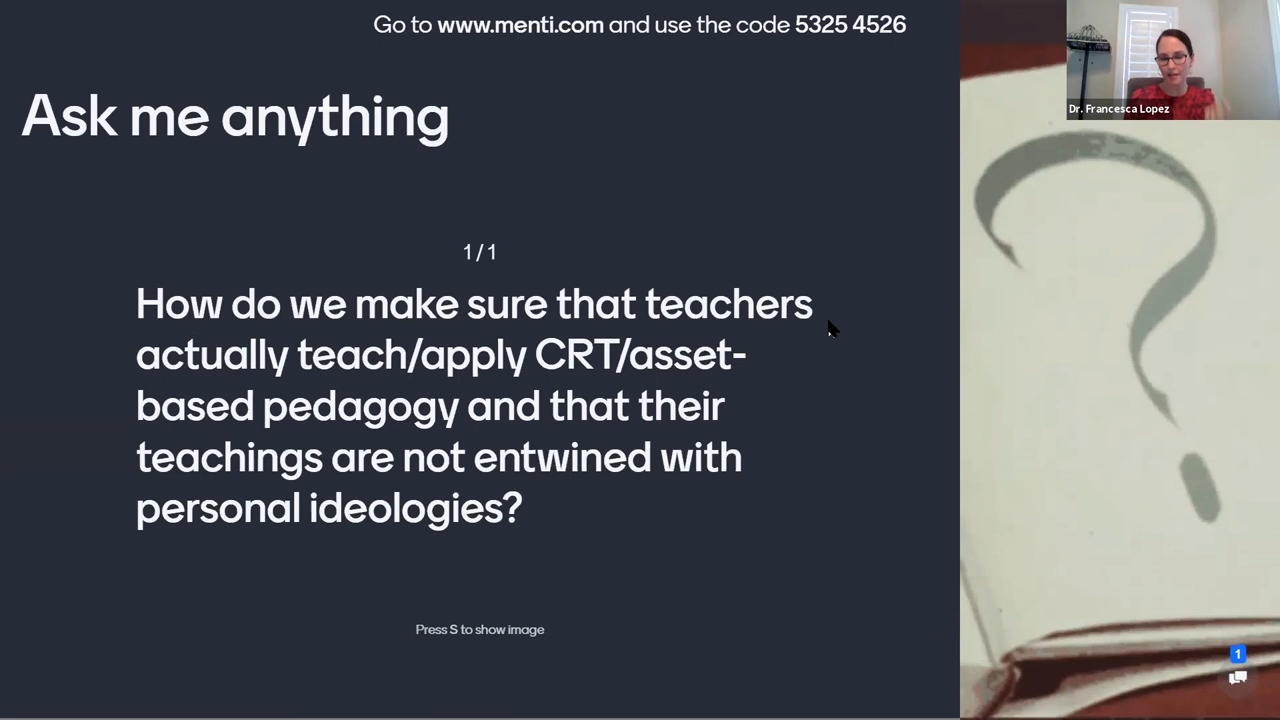 Go to www.menti.com and use the code 5325 4526
Dr. Francesca Lopez
Ask me anything
1/1
How do we make sure that teachers
actually teach/apply CRT/asset-
based pedagogy and that their
teachings are not entwined with
personal ideologies?
Press S to show image
1